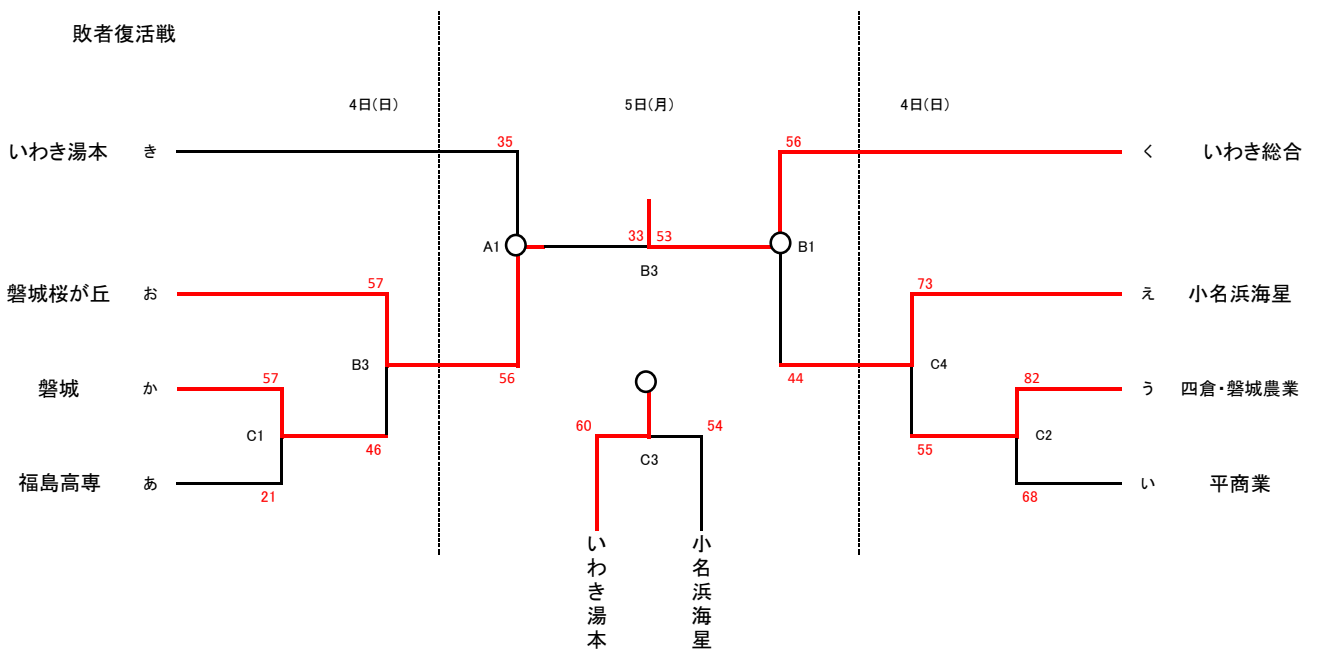 敗者復活戦
4日(日)
5日(月)
4日(日)
いわき湯本 き
35
56
く いわき総合
A1
33 53
B1
B3
磐城桜が丘 お
57
73
え 小名浜海星
B3
56
44
C4
磐城 か
57
82
う 四倉・磐城農業
C1
46
60
54
C3
55
C2
福島高専 あ
21
68
い 平商業
いわき湯本
小名浜海星